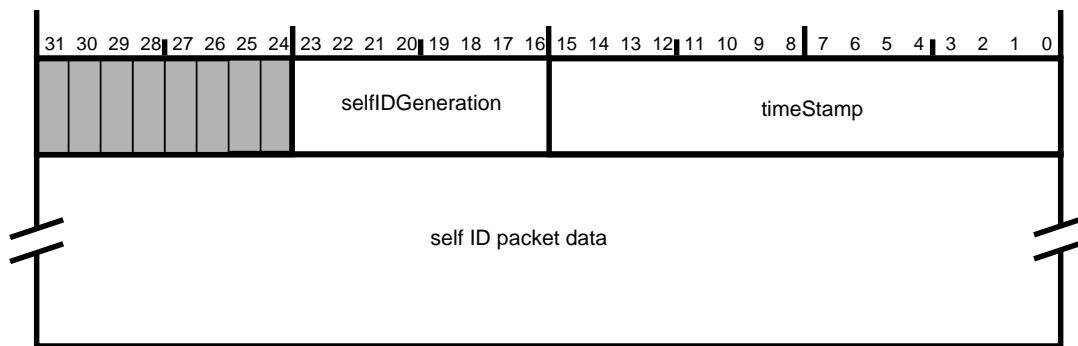 31 30 29 28 27 26 25 24 23 22 21 20 19 18 17 16 15 14 13 12 11 10 9 8 7 6 5 4 3 2 1 0
selfIDGeneration timeStamp
self ID packet data